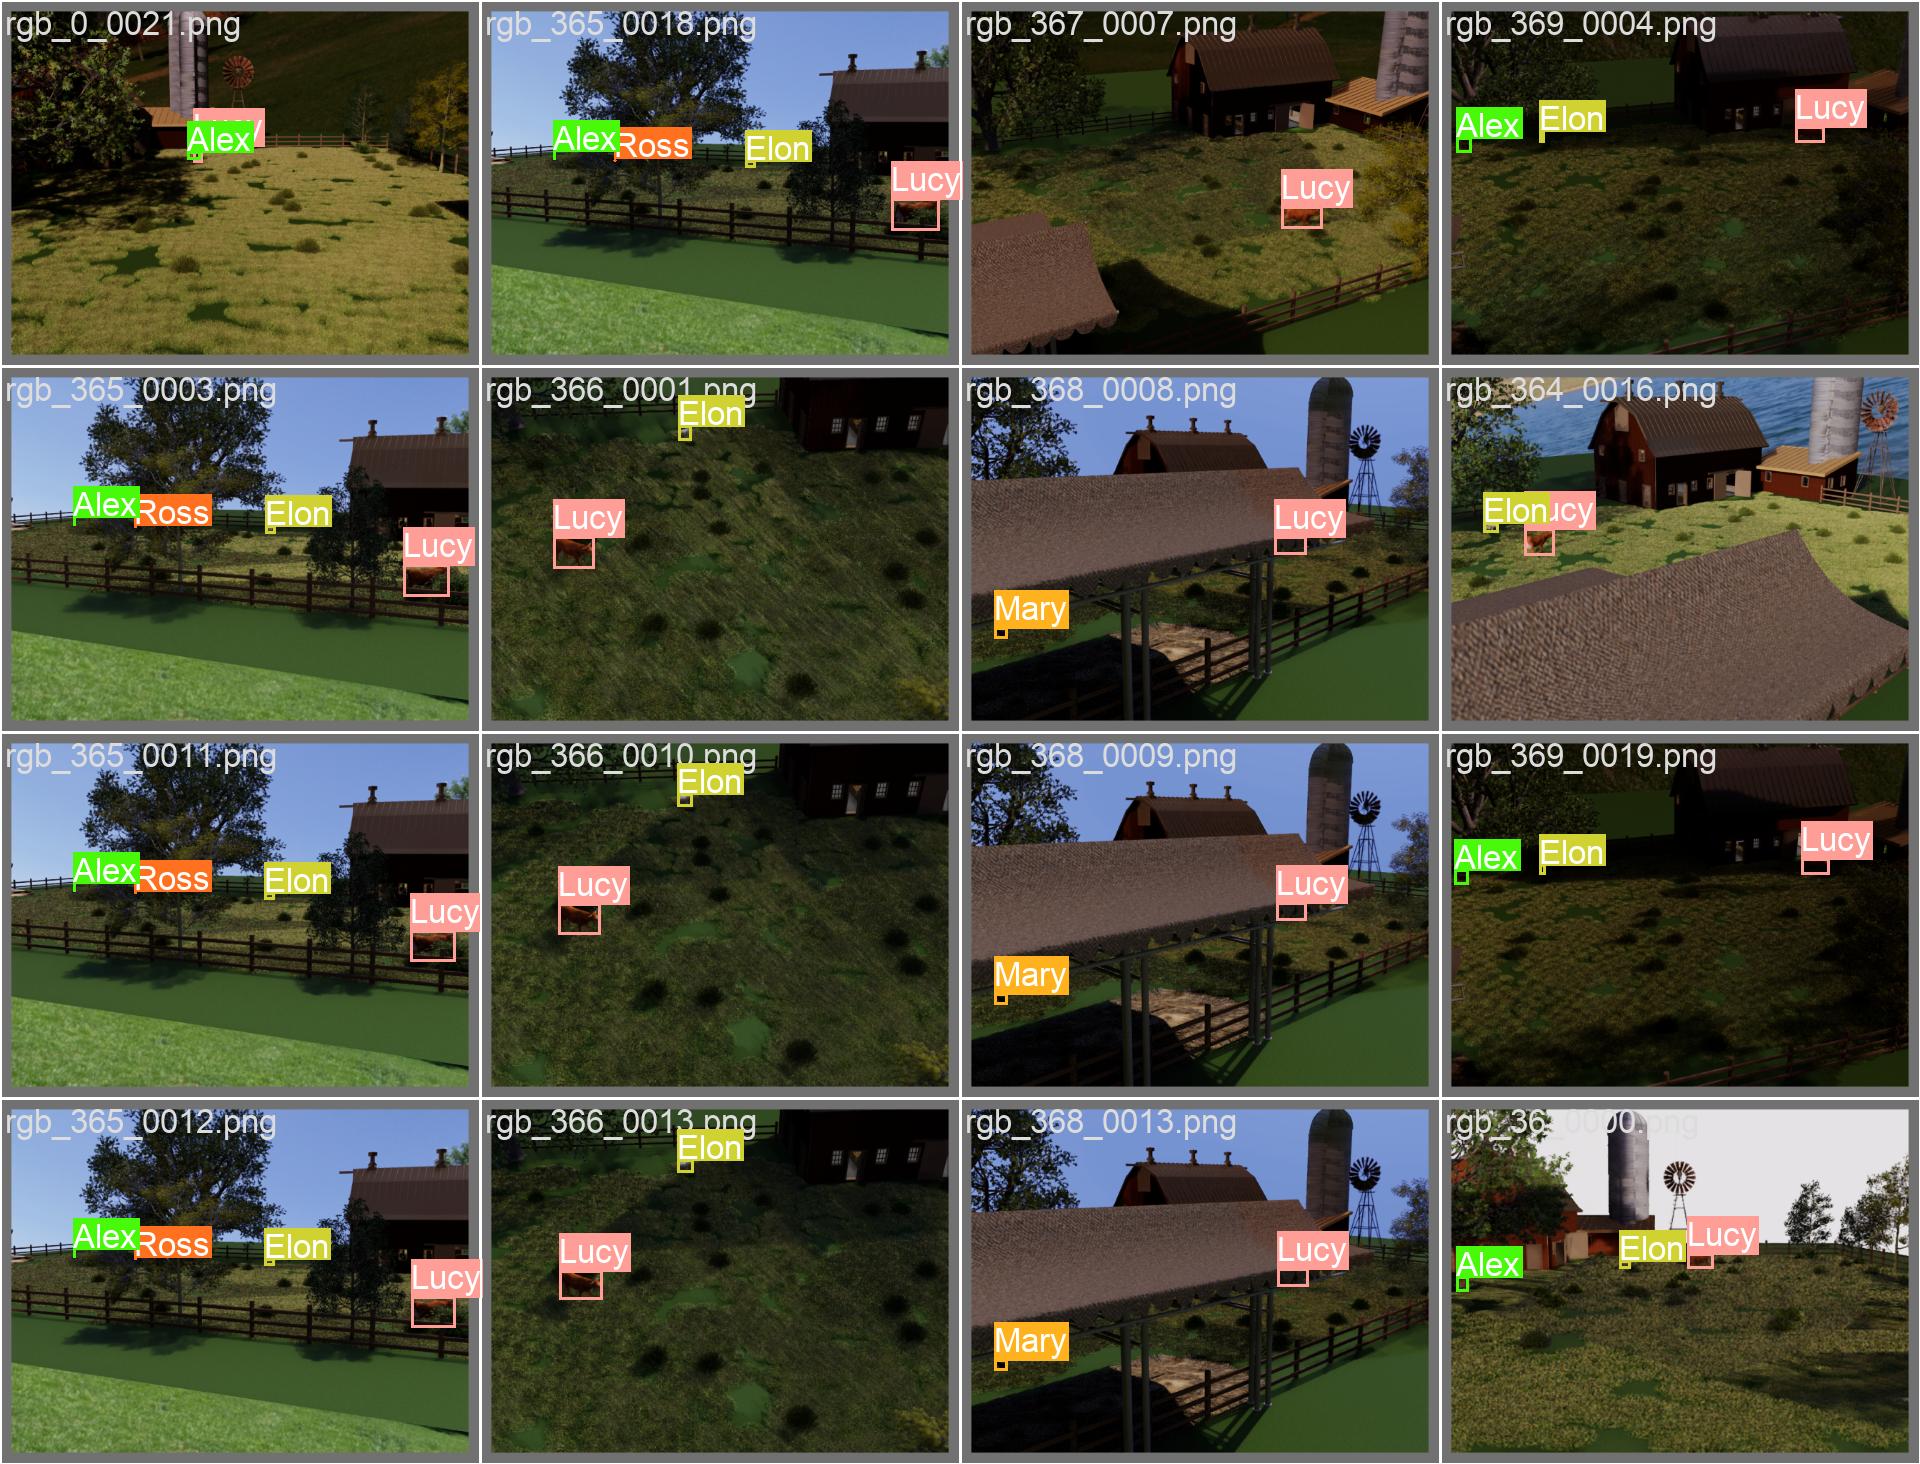 rgb_0_0021.png
Lucy
Alex
rgb_365_0018.png
Alex
Ross
Elon
Lucy
rgb_367_0007.png
Lucy
rgb_369_0004.png
Alex
Elon
Lucy
rgb_365_0003.png
Alex
Ross
Elon
Lucy
rgb_366_0001.png
Elon
Lucy
rgb_368_0008.png
Lucy
Mary
rgb_364_0016.png
Elon
Lucy
rgb_365_0011.png
Alex
Ross
Elon
Lucy
rgb_366_0010.png
Elon
Lucy
rgb_368_0009.png
Lucy
Mary
rgb_369_0019.png
Alex
Elon
Lucy
rgb_365_0012.png
Alex
Ross
Elon
Lucy
rgb_366_0013.png
Elon
Lucy
rgb_368_0013.png
Lucy
Mary
Alex
Elon
Lucy